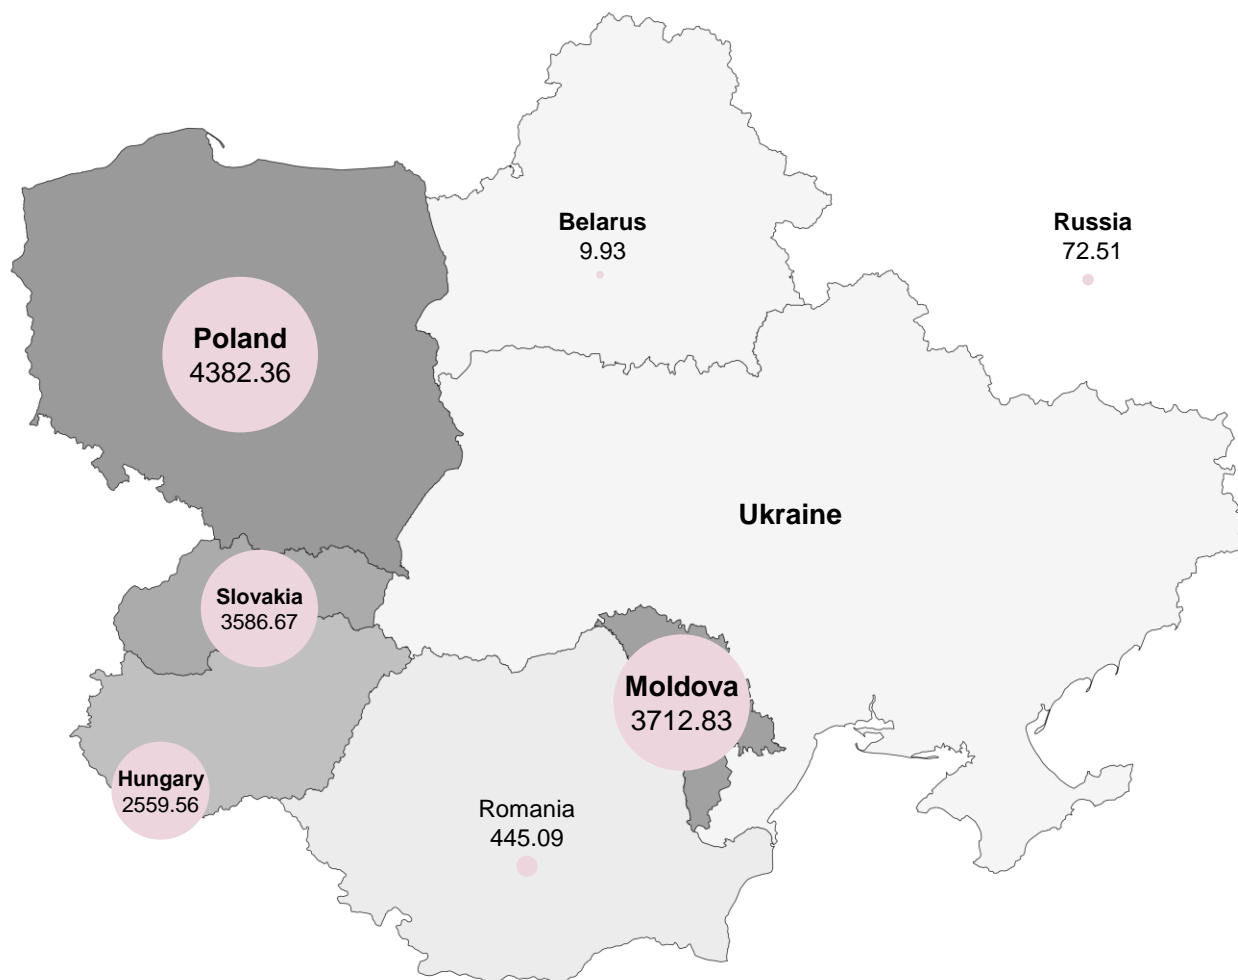 Belarus
9.93
Russia
72.51
Poland
4382.36
Ukraine
Slovakia
3586.67
Moldova
3712.83
Hungary
2559.56
Romania
445.09